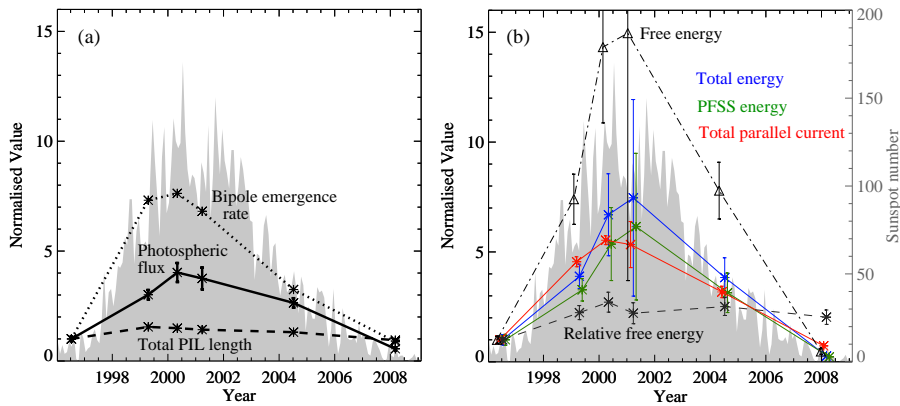 (a)
15
10
5
0
Normalised Value
Bipole emergence
rate
Photospheric
flux
Total PIL length
1998 2000 2002 2004 2006 2008
Year
(b)
15
10
5
0
Normalised Value
Free energy
Total energy
PFSS energy
Total parallel current
Relative free energy
1998 2000 2002 2004 2006 2008
Year
200
150
100
50
0
Sunspot number